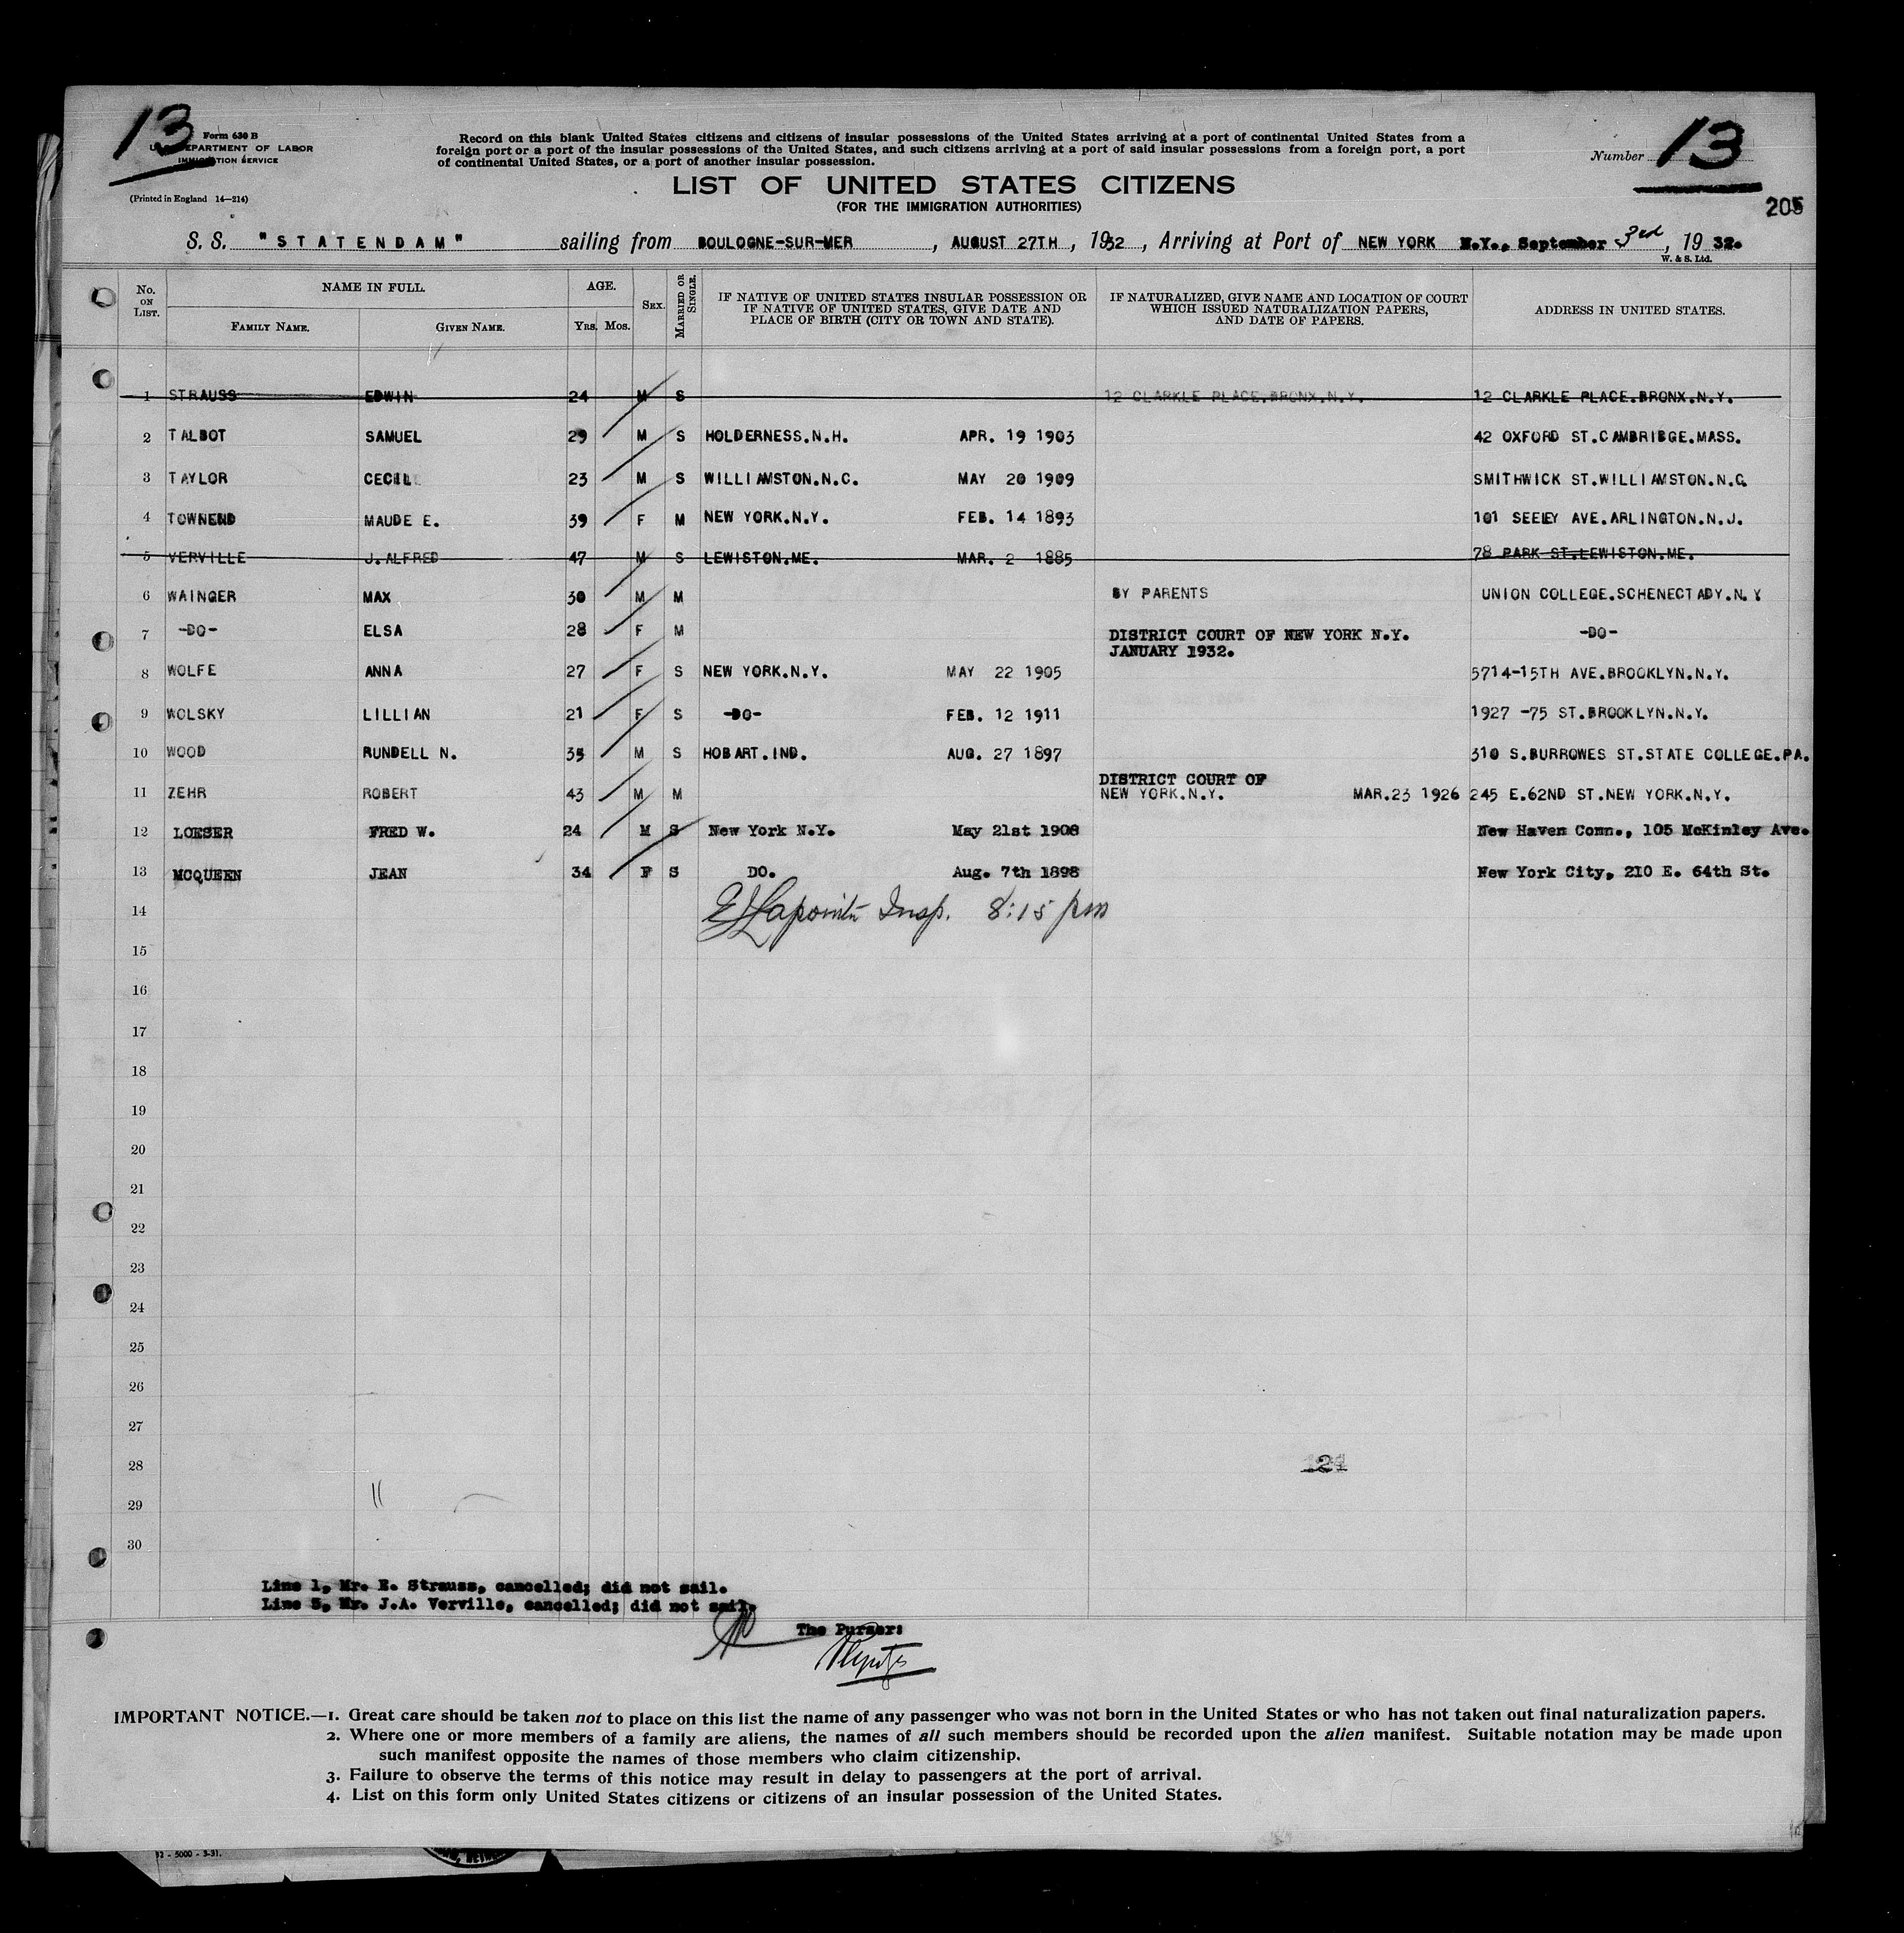 13
Form 630 B
U.S. DEPARTMENT OF LABOR
IMMIGRATION SERVICE
(Printed in England 14—214)
Record on this blank United States citizens and citizens of insular possessions of the United States arriving at a port of continental United States from a
foreign port or a port of the insular possessions of the United States, and such citizens arriving at a port of said insular possessions from a foreign port, a port
of continental United States, or a port of another insular possession.
Number 13
LIST OF UNITED STATES CITIZENS
(FOR THE IMMIGRATION AUTHORITIES)
205
S. S. "STATENDAM" sailing from BOULOGNE-SUR-MER, AUGUST 27TH, 1932, Arriving at Port of NEW YORK N.Y., September 3rd, 19 32.
W. & S. Ltd.
No. ON LIST. NAME IN FULL. FAMILY NAME. GIVEN NAME. AGE. Yrs. Mos. SEX. MARRIED OR SINGLE. IF NATIVE OF UNITED STATES INSULAR POSSESSION OR IF NATIVE OF UNITED STATES, GIVE DATE AND PLACE OF BIRTH (CITY OR TOWN AND STATE). IF NATURALIZED, GIVE NAME AND LOCATION OF COURT WHICH ISSUED NATURALIZATION PAPERS, AND DATE OF PAPERS. ADDRESS IN UNITED STATES.
1 STRAUSS EDWIN 24 M S 12 CLARKLE PLACE.BRONX.N.Y. 12 CLARKLE PLACE.BRONX.N.Y.
2 TALBOT SAMUEL 29 M S HOLDERNESS.N.H. APR. 19 1903 42 OXFORD ST.CAMBRIBGE.MASS.
3 TAYLOR CECIL 23 M S WILLIAMSTON.N.C. MAY 20 1909 SMITHWICK ST.WILLIAMSTON.N.C.
4 TOWNEND MAUDE E. 39 F M NEW YORK.N.Y. FEB. 14 1893 101 SEELEY AVE.ARLINGTON.N.J.
5 VERVILLE J.ALFRED 47 M S LEWISTON.ME. MAR. 2 1885 78 PARK ST.LEWISTON.ME.
6 WAINGER MAX 30 M M BY PARENTS UNION COLLEGE.SCHENECTADY.N.Y
7 -DO- ELSA 28 F M DISTRICT COURT OF NEW YORK N.Y. -DO-
JANUARY 1932.
8 WOLFE ANNA 27 F S NEW YORK.N.Y. MAY 22 1905 5714-15TH AVE.BROOKLYN.N.Y.
9 WOLSKY LILLIAN 21 F S -DO- FEB. 12 1911 1927 -75 ST.BROOKLYN.N.Y.
10 WOOD RUNDELL N. 35 M S HOBART.IND. AUG. 27 1897 310 S.BURROWES ST.STATE COLLEGE.PA.
DISTRICT COURT OF
11 ZEHR ROBERT 43 M M NEW YORK.N.Y. MAR.23 1926 245 E.62ND ST.NEW YORK.N.Y.
12 LOESER FRED W. 24 M S New York N.Y. May 21st 1908 New Haven Conn., 105 McKinley Ave.
13 MCQUEEN JEAN 34 F S DO. Aug. 7th 1898 New York City, 210 E. 64th St.
14 Lapointe Insp. 8:15 pm
15
16
17
18
19
20
21
22
23
24
25
26
27
28
29
30
Line 1, Mr. E. Strauss, cancelled; did not sail.
Line 5, Mr. J.A. Verville, cancelled; did not sail.
The Purser:
IMPORTANT NOTICE.—1. Great care should be taken not to place on this list the name of any passenger who was not born in the United States or who has not taken out final naturalization papers.
2. Where one or more members of a family are aliens, the names of all such members should be recorded upon the alien manifest. Suitable notation may be made upon
such manifest opposite the names of those members who claim citizenship.
3. Failure to observe the terms of this notice may result in delay to passengers at the port of arrival.
4. List on this form only United States citizens or citizens of an insular possession of the United States.